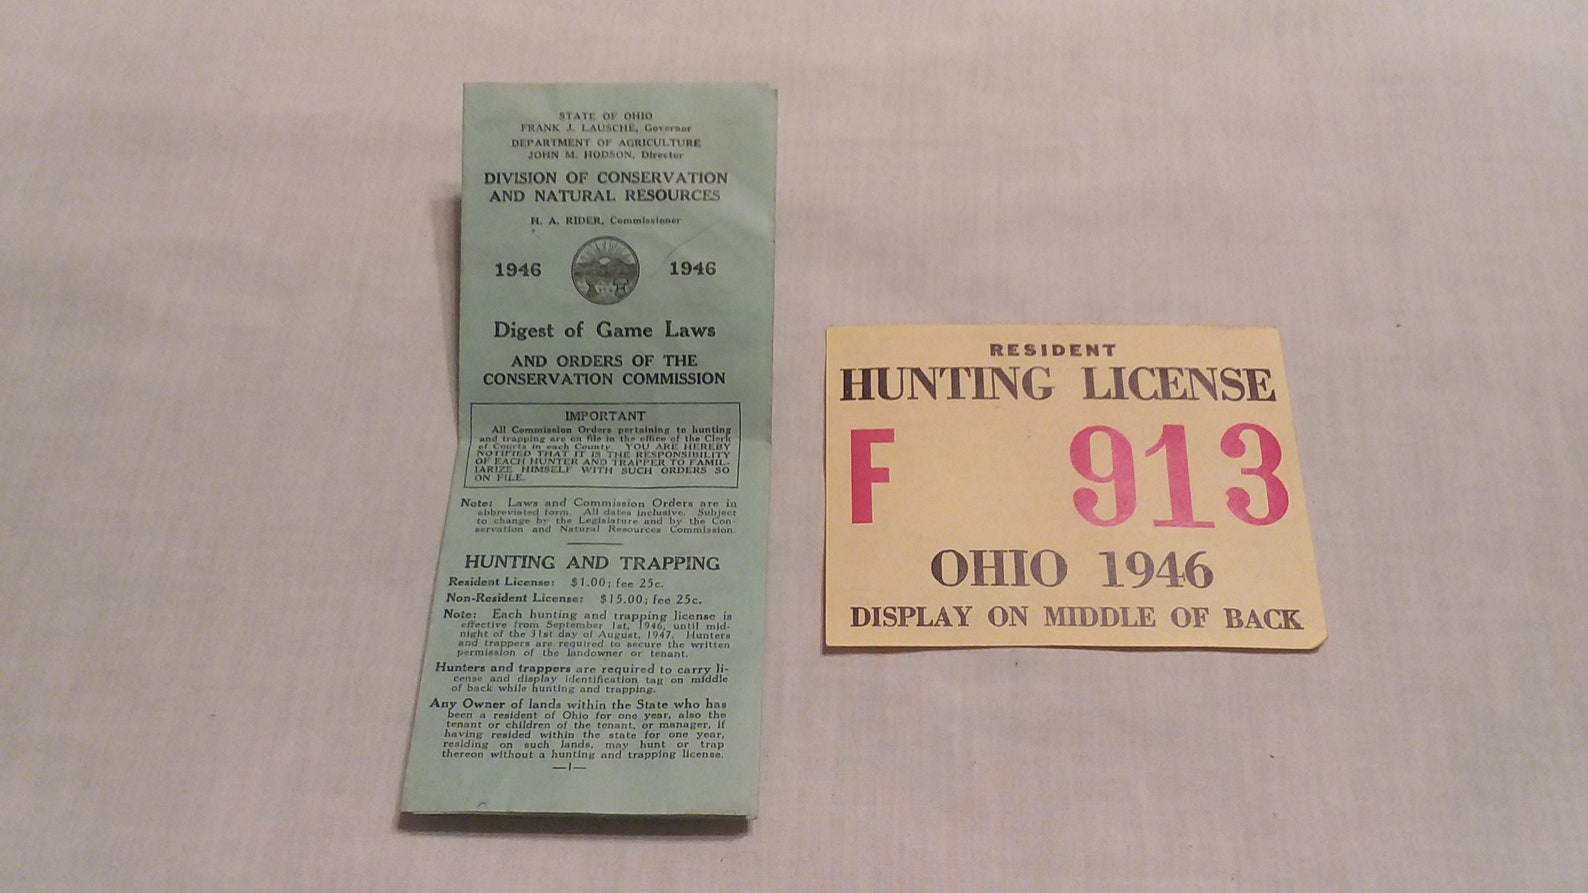 STATE OF OHIO
FRANK J. LAUSCHE, Governor
DEPARTMENT OF AGRICULTURE
JOHN M. HODSON, Director
DIVISION OF CONSERVATION
AND NATURAL RESOURCES
H. A. RIDER, Commissioner
1946 1946
Digest of Game Laws
AND ORDERS OF THE
CONSERVATION COMMISSION
IMPORTANT
All Commission Orders pertaining to hunting
and trapping are on file in the office of the Clerk
of Courts in each County. YOU ARE HEREBY
NOTIFIED THAT IT IS THE RESPONSIBILITY
OF EACH HUNTER AND TRAPPER TO FAMIL-
IARIZE HIMSELF WITH SUCH ORDERS SO
ON FILE.
Note: Laws and Commission Orders are in
abbreviated form. All dates inclusive. Subject
to change by the Legislature and by the Con-
servation and Natural Resources Commission.
HUNTING AND TRAPPING
Resident License: $1.00; fee 25c.
Non-Resident License: $15.00; fee 25c.
Note: Each hunting and trapping license is
effective from September 1st, 1946, until mid-
night of the 31st day of August, 1947. Hunters
and trappers are required to secure the written
permission of the landowner or tenant.
Hunters and trappers are required to carry li-
cense and display identification tag on middle
of back while hunting and trapping.
Any Owner of lands within the State who has
been a resident of Ohio for one year, also the
tenant or children of the tenant, or manager, if
having resided within the state for one year,
residing on such lands, may hunt or trap
thereon without a hunting and trapping license.
—1—
RESIDENT
HUNTING LICENSE
F 913
OHIO 1946
DISPLAY ON MIDDLE OF BACK